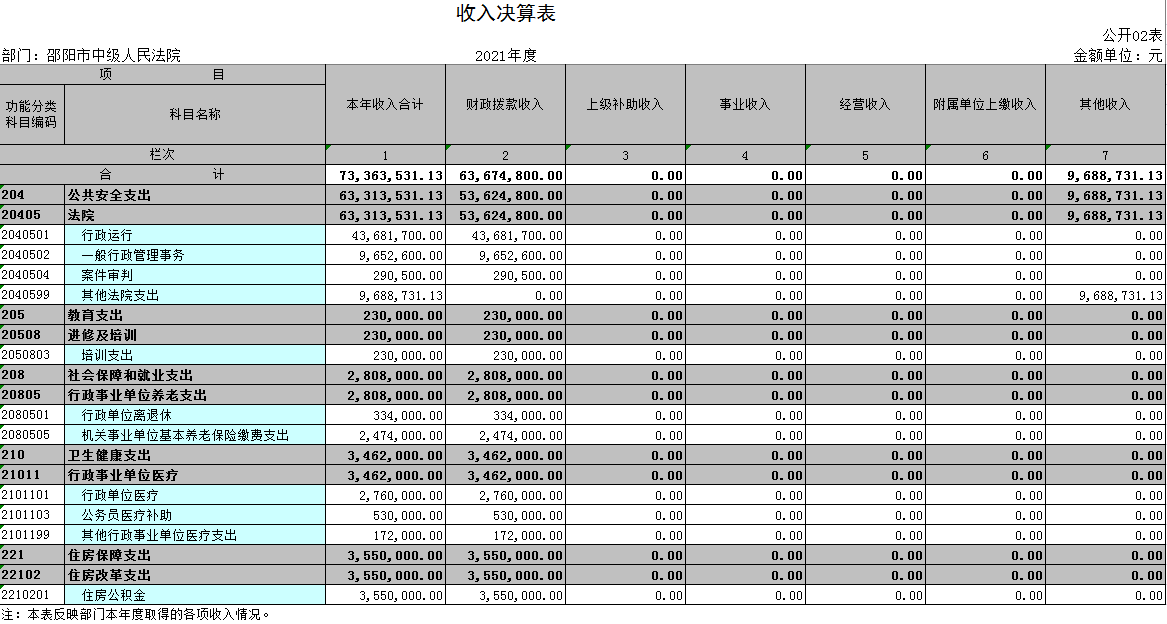 收入决算表
公开02表
部门：邵阳市中级人民法院 2021年度 金额单位：元
项 目 本年收入合计 财政拨款收入 上级补助收入 事业收入 经营收入 附属单位上缴收入 其他收入
功能分类科目编码 科目名称
栏次 1 2 3 4 5 6 7
合 计 73,363,531.13 63,674,800.00 0.00 0.00 0.00 0.00 9,688,731.13
204 公共安全支出 63,313,531.13 53,624,800.00 0.00 0.00 0.00 0.00 9,688,731.13
20405 法院 63,313,531.13 53,624,800.00 0.00 0.00 0.00 0.00 9,688,731.13
2040501 行政运行 43,681,700.00 43,681,700.00 0.00 0.00 0.00 0.00 0.00
2040502 一般行政管理事务 9,652,600.00 9,652,600.00 0.00 0.00 0.00 0.00 0.00
2040504 案件审判 290,500.00 290,500.00 0.00 0.00 0.00 0.00 0.00
2040599 其他法院支出 9,688,731.13 0.00 0.00 0.00 0.00 0.00 9,688,731.13
205 教育支出 230,000.00 230,000.00 0.00 0.00 0.00 0.00 0.00
20508 进修及培训 230,000.00 230,000.00 0.00 0.00 0.00 0.00 0.00
2050803 培训支出 230,000.00 230,000.00 0.00 0.00 0.00 0.00 0.00
208 社会保障和就业支出 2,808,000.00 2,808,000.00 0.00 0.00 0.00 0.00 0.00
20805 行政事业单位养老支出 2,808,000.00 2,808,000.00 0.00 0.00 0.00 0.00 0.00
2080501 行政单位离退休 334,000.00 334,000.00 0.00 0.00 0.00 0.00 0.00
2080505 机关事业单位基本养老保险缴费支出 2,474,000.00 2,474,000.00 0.00 0.00 0.00 0.00 0.00
210 卫生健康支出 3,462,000.00 3,462,000.00 0.00 0.00 0.00 0.00 0.00
21011 行政事业单位医疗 3,462,000.00 3,462,000.00 0.00 0.00 0.00 0.00 0.00
2101101 行政单位医疗 2,760,000.00 2,760,000.00 0.00 0.00 0.00 0.00 0.00
2101103 公务员医疗补助 530,000.00 530,000.00 0.00 0.00 0.00 0.00 0.00
2101199 其他行政事业单位医疗支出 172,000.00 172,000.00 0.00 0.00 0.00 0.00 0.00
221 住房保障支出 3,550,000.00 3,550,000.00 0.00 0.00 0.00 0.00 0.00
22102 住房改革支出 3,550,000.00 3,550,000.00 0.00 0.00 0.00 0.00 0.00
2210201 住房公积金 3,550,000.00 3,550,000.00 0.00 0.00 0.00 0.00 0.00
注：本表反映部门本年度取得的各项收入情况。